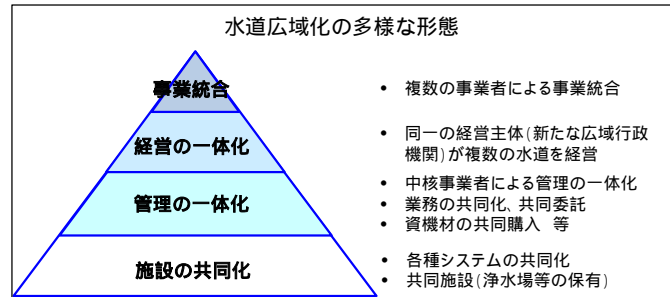 水道広域化の多様な形態
事業統合
• 複数の事業者による事業統合
経営の一体化
• 同一の経営主体(新たな広域行政
機関)が複数の水道を経営
管理の一体化
• 中核事業者による管理の一体化
• 業務の共同化、共同委託
• 資機材の共同購入 等
施設の共同化
• 各種システムの共同化
• 共同施設(浄水場等の保有)